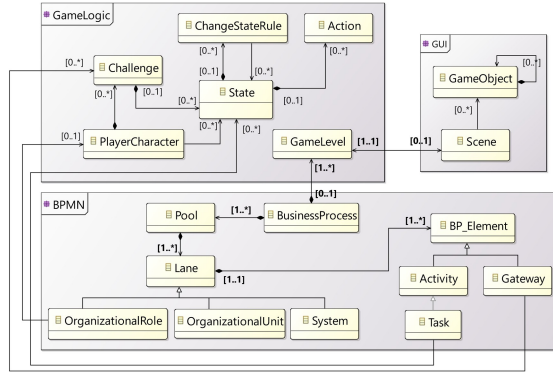 GameLogic
ChangeStateRule
Action
GUI
[0..*]
[0..*]
[0..*]
[0..*]
Challenge
[0..1]
GameObject
[0..*]
[0..*]
[0..1]
[0..*]
State
[0..1]
[0..*]
[0..1]
[0..*]
[0..*]
PlayerCharacter
GameLevel
[1..1]
[0..1]
Scene
[1..*]
BPMN
[0..1]
Pool
[1..*]
BusinessProcess
[1..*]
BP_Element
[1..*]
Lane
[1..1]
Activity
Gateway
OrganizationalRole
OrganizationalUnit
System
Task